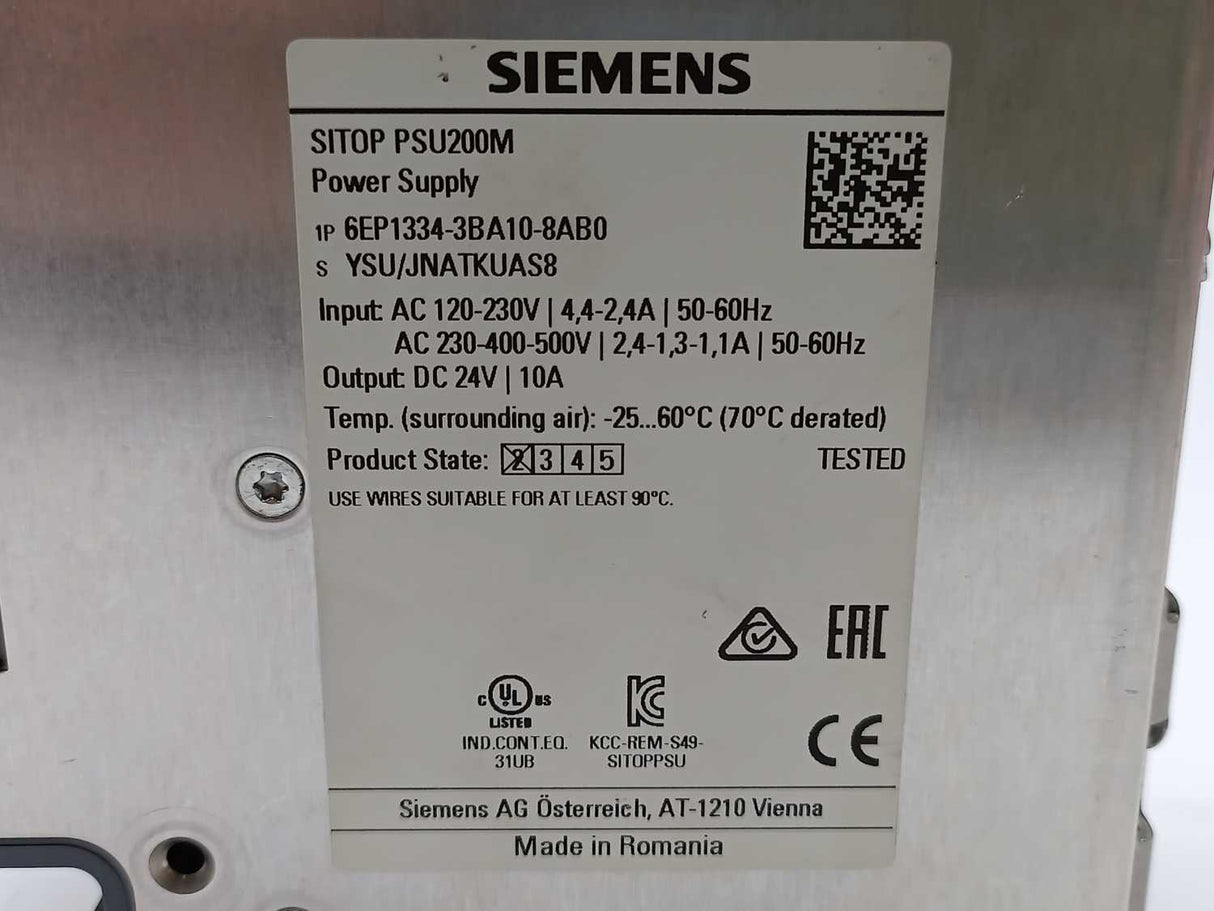 SIEMENS
SITOP PSU200M
Power Supply
1P 6EP1334-3BA10-8AB0
S YSU/JNATKUAS8
Input: AC 120-230V | 4,4-2,4A | 50-60Hz
AC 230-400-500V | 2,4-1,3-1,1A | 50-60Hz
Output: DC 24V | 10A
Temp. (surrounding air): -25...60°C (70°C derated)
Product State: 2 3 4 5 TESTED
USE WIRES SUITABLE FOR AT LEAST 90°C.
EAC
C UL US
LISTED
IND.CONT.EQ.
31UB
KC
KCC-REM-S49-
SITOPPSU
CE
Siemens AG Österreich, AT-1210 Vienna
Made in Romania